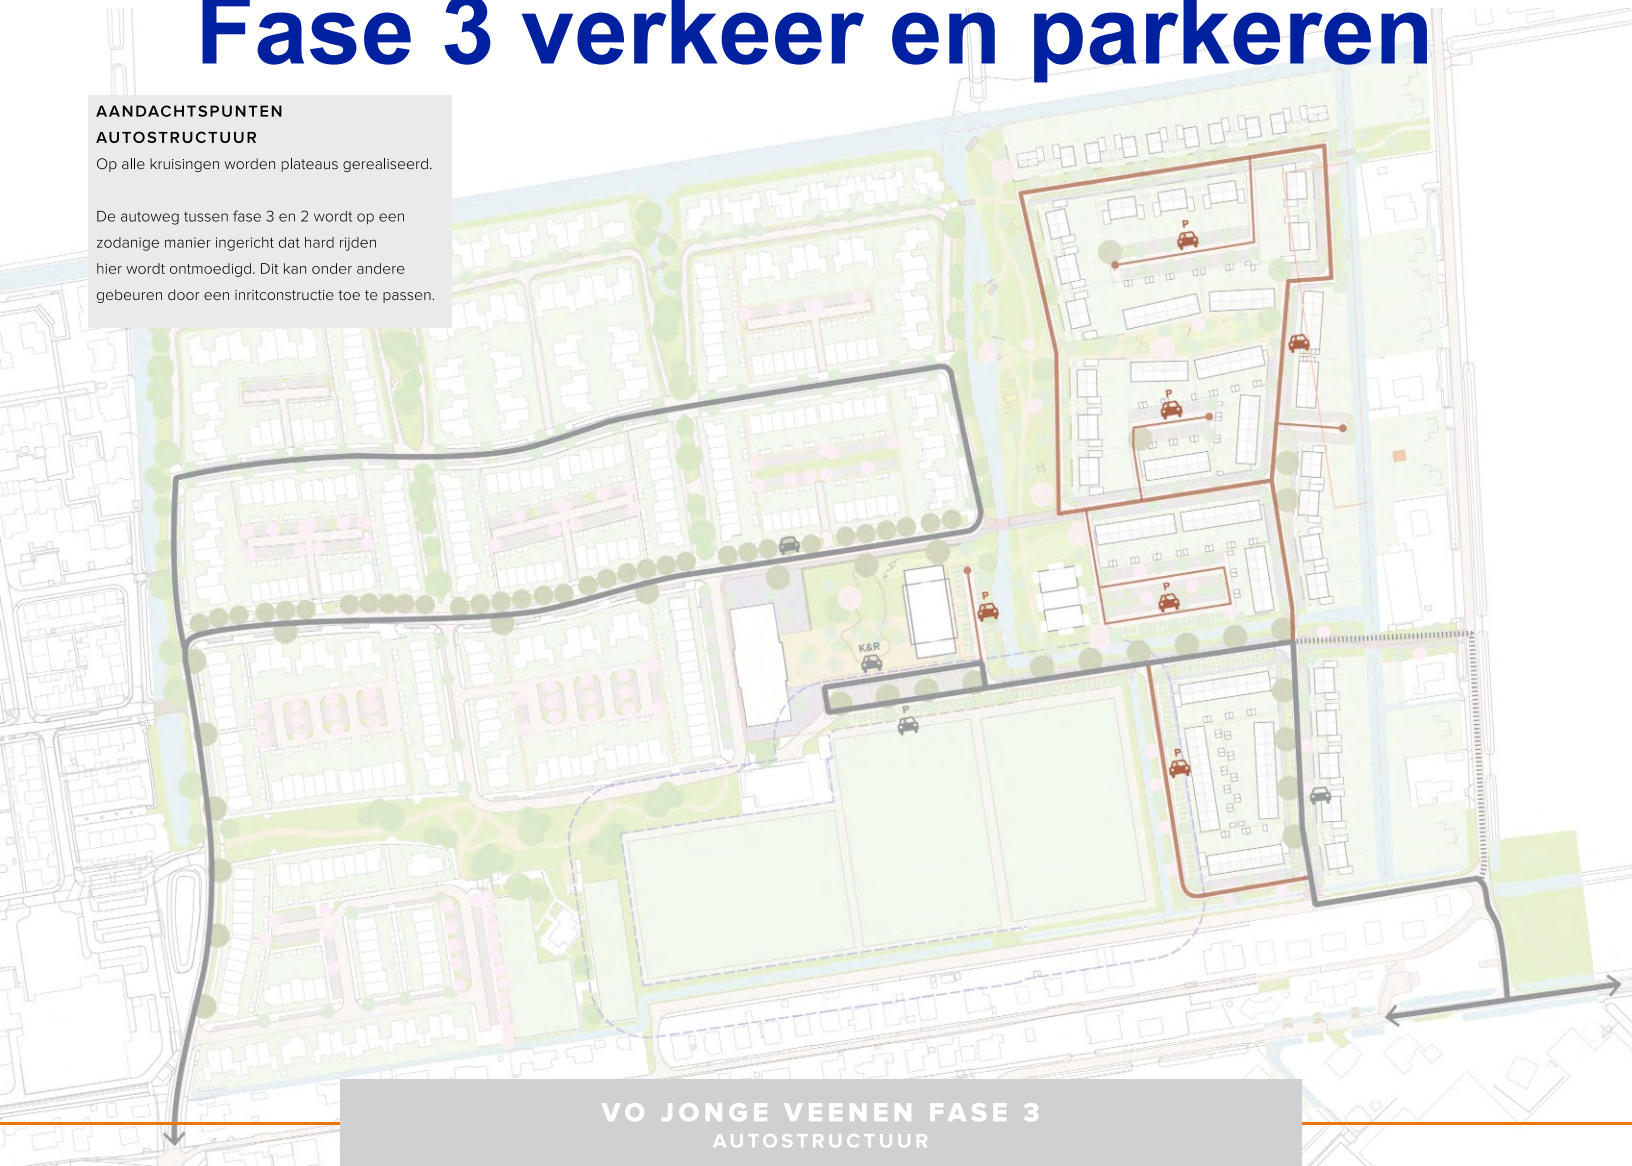 Fase 3 verkeer en parkeren
AANDACHTSPUNTEN
AUTOSTRUCTUUR
Op alle kruisingen worden plateaus gerealiseerd.
De autoweg tussen fase 3 en 2 wordt op een
zodanige manier ingericht dat hard rijden
hier wordt ontmoedigd. Dit kan onder andere
gebeuren door een inritconstructie toe te passen.
P
P
P
P
K&R
P
P
VO JONGE VEENEN FASE 3
AUTOSTRUCTUUR